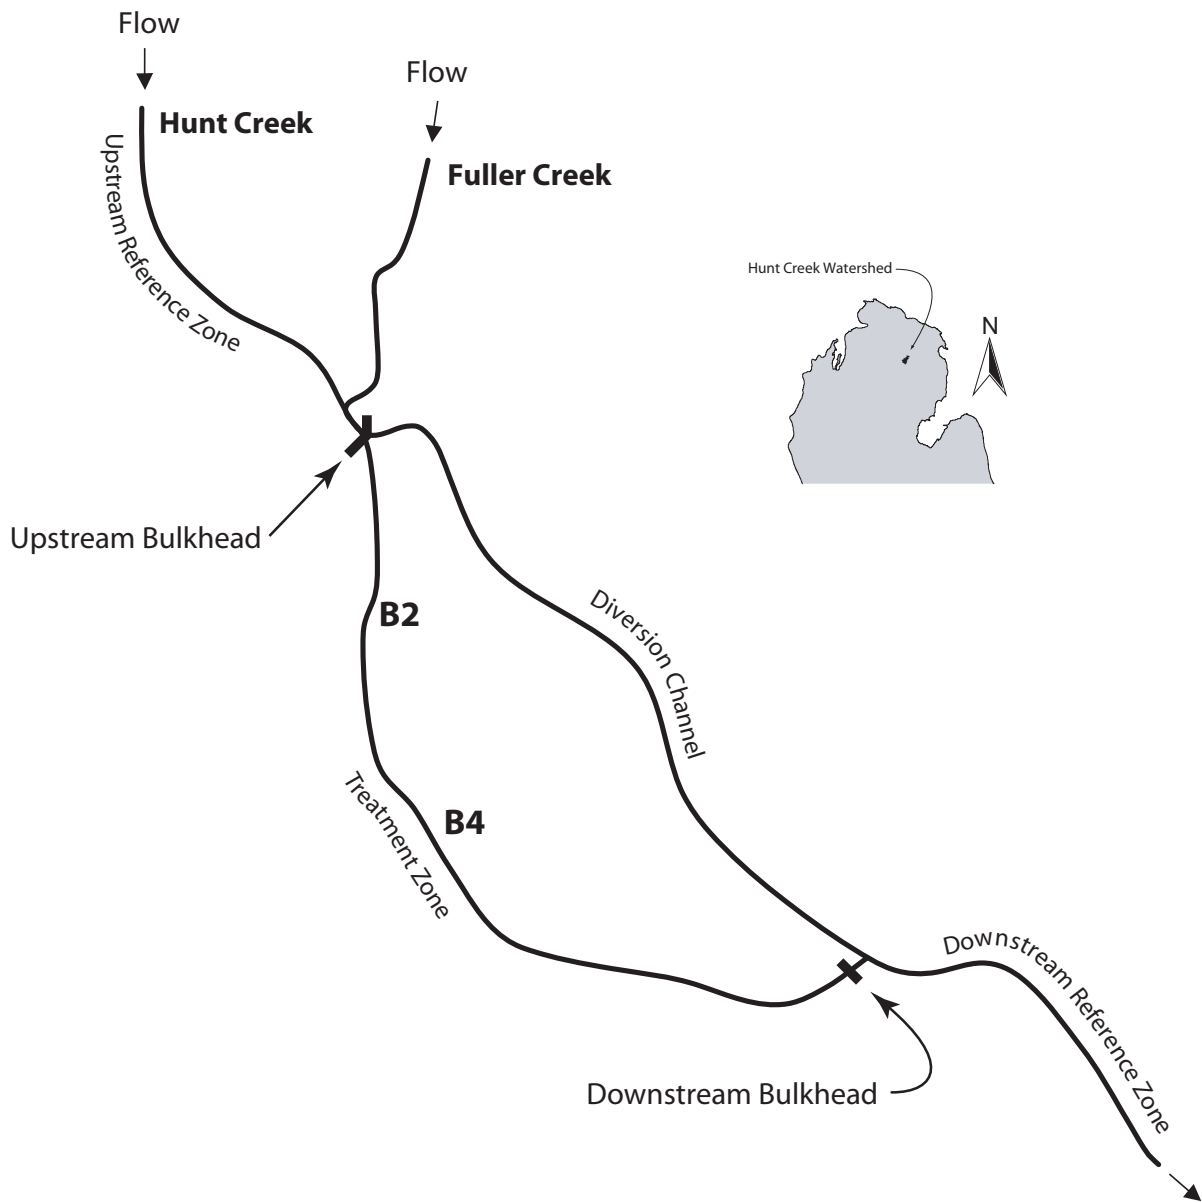 Flow
Flow
Hunt Creek
Fuller Creek
Upstream Reference Zone
Hunt Creek Watershed
N
Upstream Bulkhead
B2
Diversion Channel
Treatment Zone
B4
Downstream Reference Zone
Downstream Bulkhead